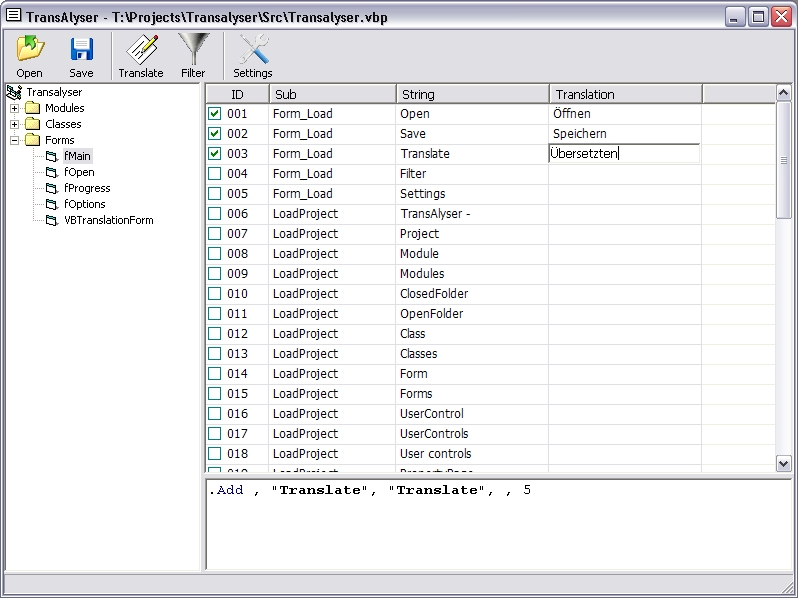 TransAlyser - T:\Projects\Transalyser\Src\Transalyser.vbp
Open Save Translate Filter Settings
Transalyser
Modules
Classes
Forms
fMain
fOpen
fProgress
fOptions
VBTranslationForm
ID Sub String Translation
001 Form_Load Open Öffnen
002 Form_Load Save Speichern
003 Form_Load Translate Übersetzten
004 Form_Load Filter
005 Form_Load Settings
006 LoadProject TransAlyser -
007 LoadProject Project
008 LoadProject Module
009 LoadProject Modules
010 LoadProject ClosedFolder
011 LoadProject OpenFolder
012 LoadProject Class
013 LoadProject Classes
014 LoadProject Form
015 LoadProject Forms
016 LoadProject UserControl
017 LoadProject UserControls
018 LoadProject User controls
019 LoadProject PropertyPage
.Add , "Translate", "Translate", , 5